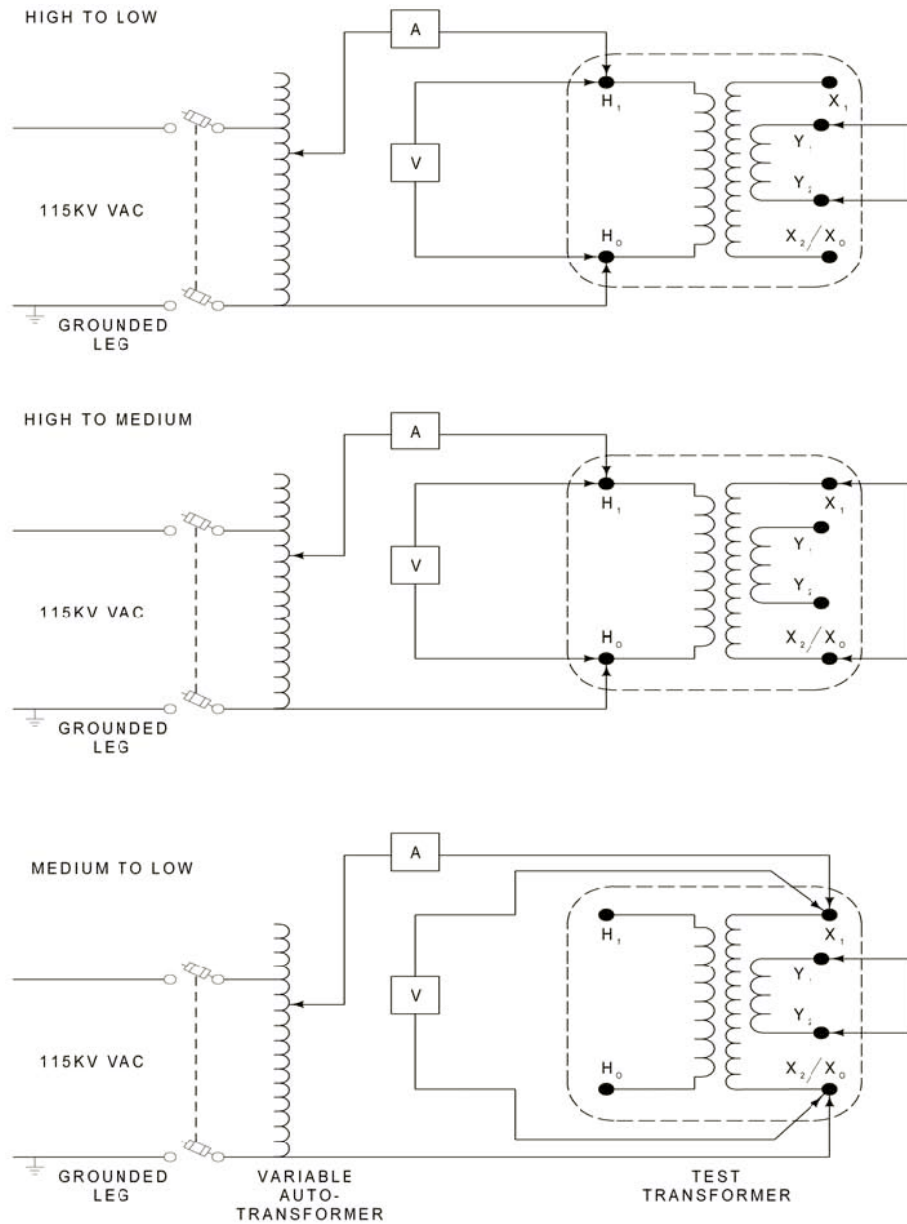 HIGH TO LOW
A
H1
X1
Y1
V
115KV VAC
Y2
H0
X2/X0
GROUNDED
LEG
HIGH TO MEDIUM
A
H1
X1
Y1
V
115KV VAC
Y2
H0
X2/X0
GROUNDED
LEG
MEDIUM TO LOW
A
H1
X1
Y1
V
Y2
115KV VAC
H0
X2/X0
GROUNDED
LEG
VARIABLE
AUTO-
TRANSFORMER
TEST
TRANSFORMER